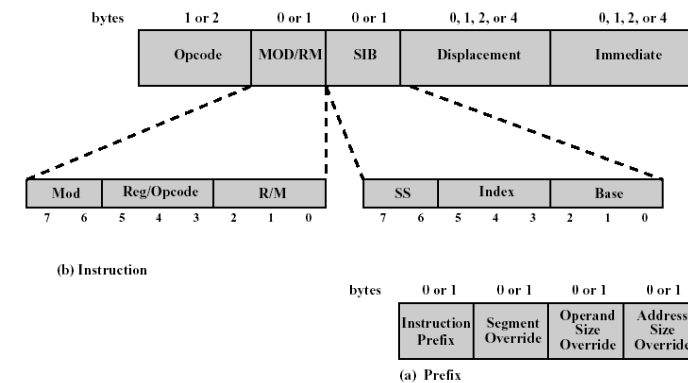 bytes 1 or 2 0 or 1 0 or 1 0, 1, 2, or 4 0, 1, 2, or 4
Opcode MOD/RM SIB Displacement Immediate
Mod Reg/Opcode R/M SS Index Base
7 6 5 4 3 2 1 0 7 6 5 4 3 2 1 0
(b) Instruction
bytes 0 or 1 0 or 1 0 or 1 0 or 1
Instruction Prefix Segment Override Operand Size Override Address Size Override
(a) Prefix